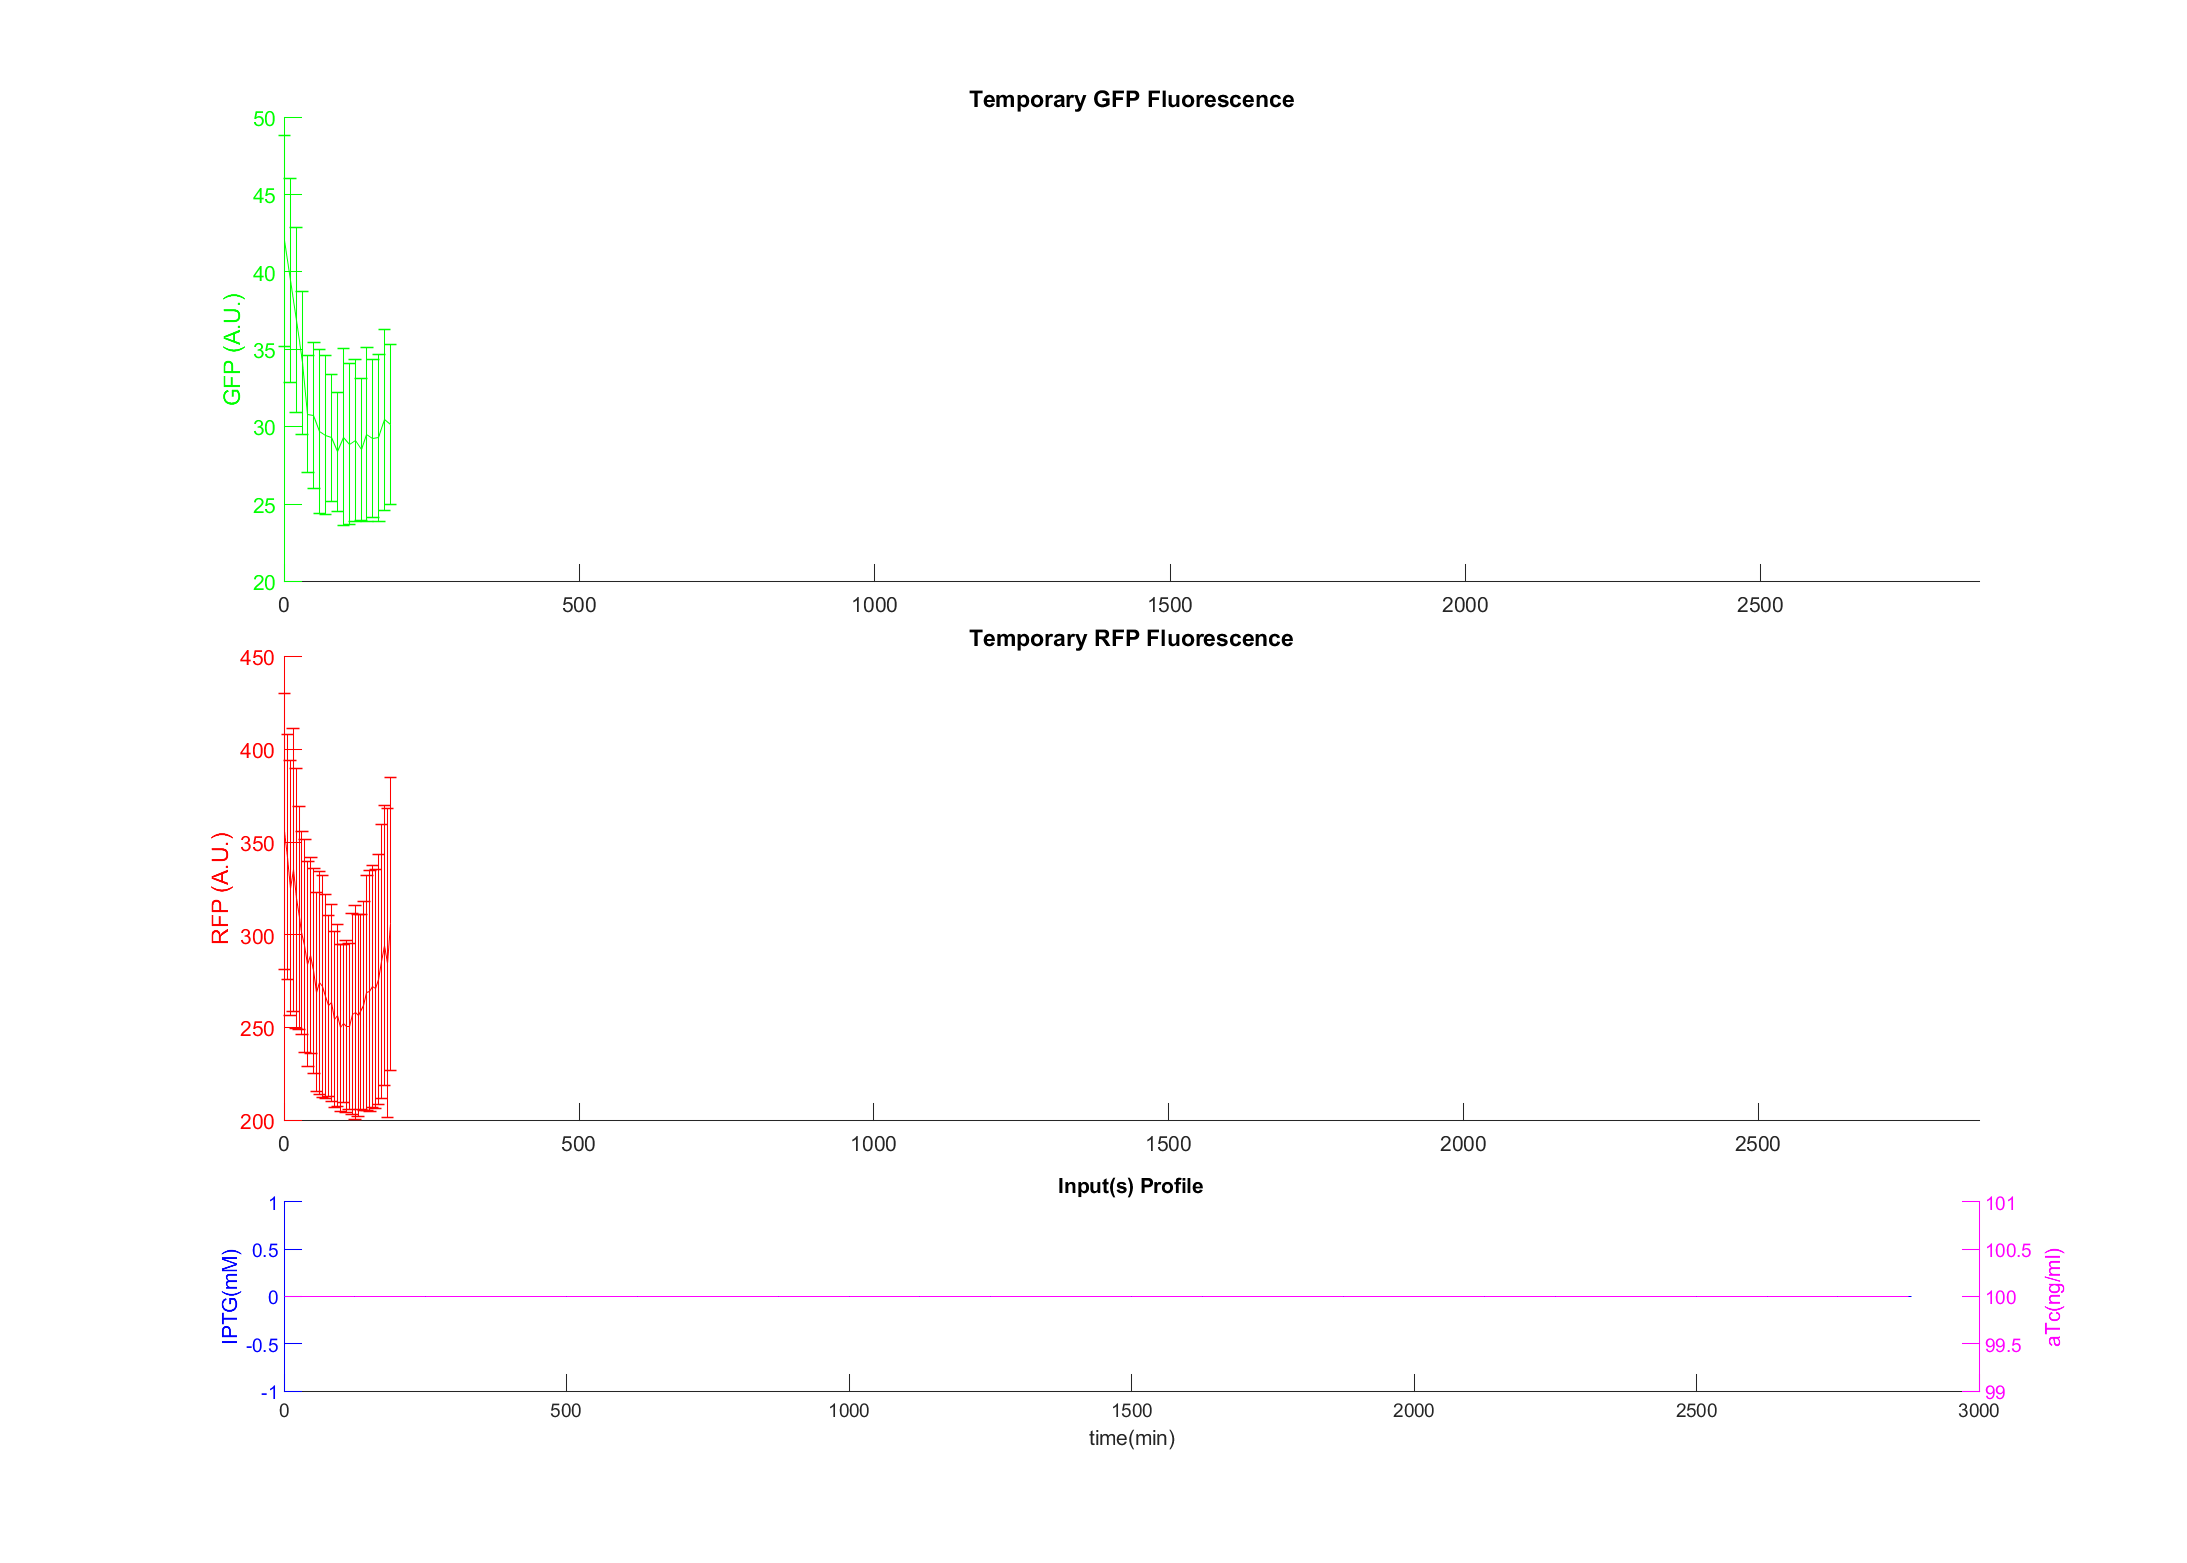 Temporary GFP Fluorescence
50
45
40
35
30
25
20
GFP (A.U.)
0 500 1000 1500 2000 2500
Temporary RFP Fluorescence
450
400
350
300
250
200
RFP (A.U.)
0 500 1000 1500 2000 2500
Input(s) Profile
1
0.5
0
-0.5
-1
IPTG(mM)
101
100.5
100
99.5
99
aTc(ng/ml)
0 500 1000 1500 2000 2500 3000
time(min)